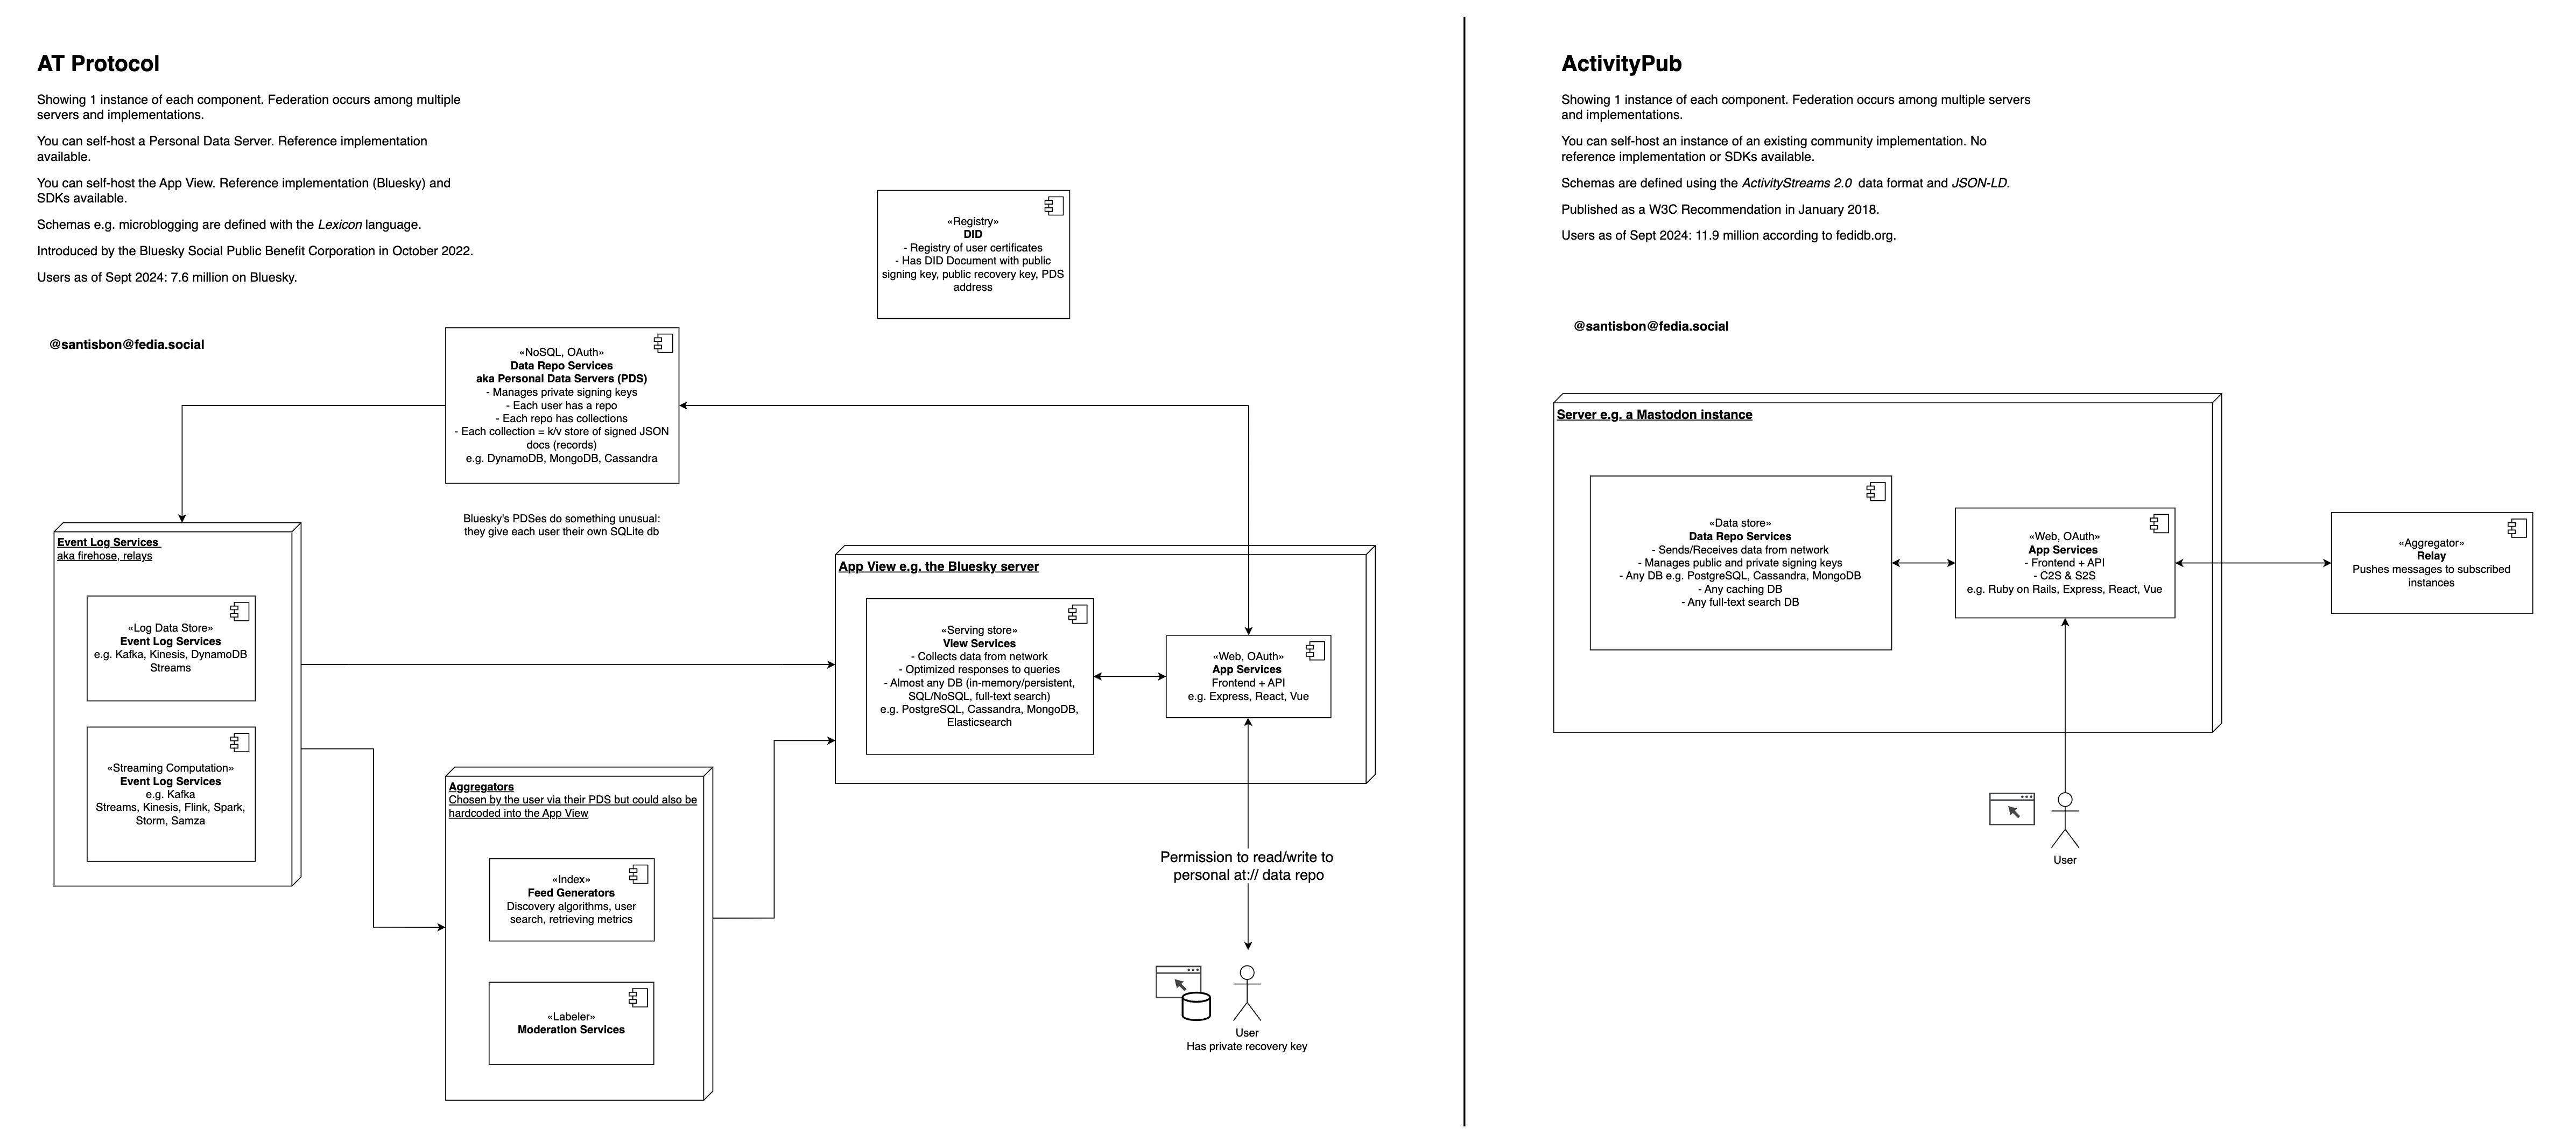 AT Protocol
Showing 1 instance of each component. Federation occurs among multiple
servers and implementations.
You can self-host a Personal Data Server. Reference implementation
available.
You can self-host the App View. Reference implementation (Bluesky) and
SDKs available.
Schemas e.g. microblogging are defined with the Lexicon language.
Introduced by the Bluesky Social Public Benefit Corporation in October 2022.
Users as of Sept 2024: 7.6 million on Bluesky.
@santisbon@fedia.social
«Registry»
DID
- Registry of user certificates
- Has DID Document with public
signing key, public recovery key, PDS
address
«NoSQL, OAuth»
Data Repo Services
aka Personal Data Servers (PDS)
- Manages private signing keys
- Each user has a repo
- Each repo has collections
- Each collection = k/v store of signed JSON
docs (records)
e.g. DynamoDB, MongoDB, Cassandra
Bluesky's PDSes do something unusual:
they give each user their own SQLite db
Event Log Services
aka firehose, relays
«Log Data Store»
Event Log Services
e.g. Kafka, Kinesis, DynamoDB
Streams
«Streaming Computation»
Event Log Services
e.g. Kafka
Streams, Kinesis, Flink, Spark,
Storm, Samza
Aggregators
Chosen by the user via their PDS but could also be
hardcoded into the App View
«Index»
Feed Generators
Discovery algorithms, user
search, retrieving metrics
«Labeler»
Moderation Services
App View e.g. the Bluesky server
«Serving store»
View Services
- Collects data from network
- Optimized responses to queries
- Almost any DB (in-memory/persistent,
SQL/NoSQL, full-text search)
e.g. PostgreSQL, Cassandra, MongoDB,
Elasticsearch
«Web, OAuth»
App Services
Frontend + API
e.g. Express, React, Vue
Permission to read/write to
personal at:// data repo
User
Has private recovery key
ActivityPub
Showing 1 instance of each component. Federation occurs among multiple servers
and implementations.
You can self-host an instance of an existing community implementation. No
reference implementation or SDKs available.
Schemas are defined using the ActivityStreams 2.0 data format and JSON-LD.
Published as a W3C Recommendation in January 2018.
Users as of Sept 2024: 11.9 million according to fedidb.org.
@santisbon@fedia.social
Server e.g. a Mastodon instance
«Data store»
Data Repo Services
- Sends/Receives data from network
- Manages public and private signing keys
- Any DB e.g. PostgreSQL, Cassandra, MongoDB
- Any caching DB
- Any full-text search DB
«Web, OAuth»
App Services
- Frontend + API
- C2S & S2S
e.g. Ruby on Rails, Express, React, Vue
«Aggregator»
Relay
Pushes messages to subscribed
instances
User